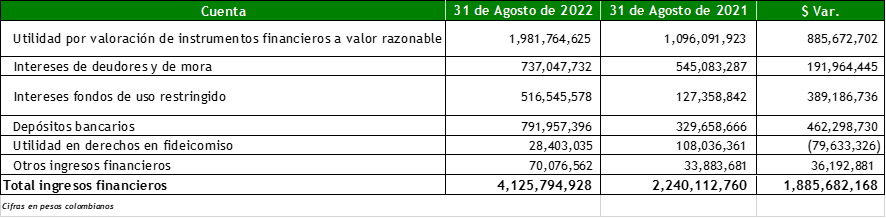 Cuenta 31 de Agosto de 2022 31 de Agosto de 2021 $ Var.
Utilidad por valoración de instrumentos financieros a valor razonable 1,981,764,625 1,096,091,923 885,672,702
Intereses de deudores y de mora 737,047,732 545,083,287 191,964,445
Intereses fondos de uso restringido 516,545,578 127,358,842 389,186,736
Depósitos bancarios 791,957,396 329,658,666 462,298,730
Utilidad en derechos en fideicomiso 28,403,035 108,036,361 (79,633,326)
Otros ingresos financieros 70,076,562 33,883,681 36,192,881
Total ingresos financieros 4,125,794,928 2,240,112,760 1,885,682,168
Cifras en pesos colombianos